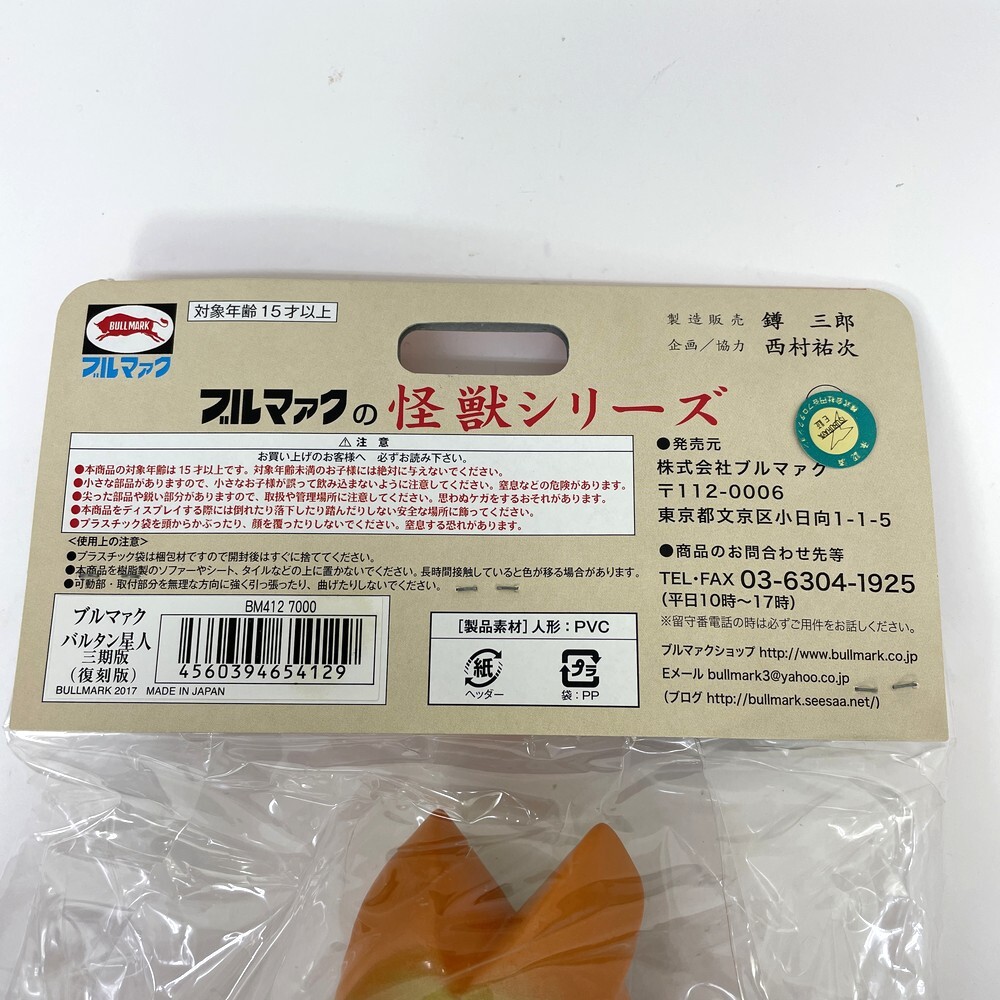 BULLMARK
ブルマァク
対象年齢15才以上
製造販売 鐏 三郎
企画／協力 西村祐次
ブルマァクの怪獣シリーズ
⚠注意
お買い上げのお客様へ 必ずお読み下さい。
●本商品の対象年齢は15才以上です。対象年齢未満のお子様には絶対に与えないでください。
●小さな部品がありますので、小さなお子様が誤って飲み込まないように注意してください。窒息などの危険があります。
●尖った部品や鋭い部分がありますので、取扱や管理場所に注意してください。思わぬケガをするおそれがあります。
●本商品をディスプレイする際には倒れたり落下したり踏んだりしない安全な場所に飾ってください。
●プラスチック袋を頭からかぶったり、顔を覆ったりしないでください。窒息する恐れがあります。
<使用上の注意>
●プラスチック袋は梱包材ですので開封後はすぐに捨ててください。
●本商品を樹脂製のソファーやシート、タイルなどの上に置かないでください。長時間接触していると色が移る場合があります。
●可動部・取付部分を無理な方向に強く引っ張ったり、曲げたりしないでください。
ブルマァク
バルタン星人
三期版
（復刻版）
BM412 7000
4560394654129
BULLMARK 2017 MADE IN JAPAN
［製品素材］人形：PVC
紙
ヘッダー
プラ
袋：PP
●発売元
株式会社ブルマァク
〒112-0006
東京都文京区小日向1-1-5
●商品のお問合わせ先等
TEL・FAX 03-6304-1925
(平日10時〜17時)
※留守番電話の時は必ずご用件をお話しください。
ブルマァクショップ http://www.bullmark.co.jp
Eメール bullmark3@yahoo.co.jp
(ブログ http://bullmark.seesaa.net/)